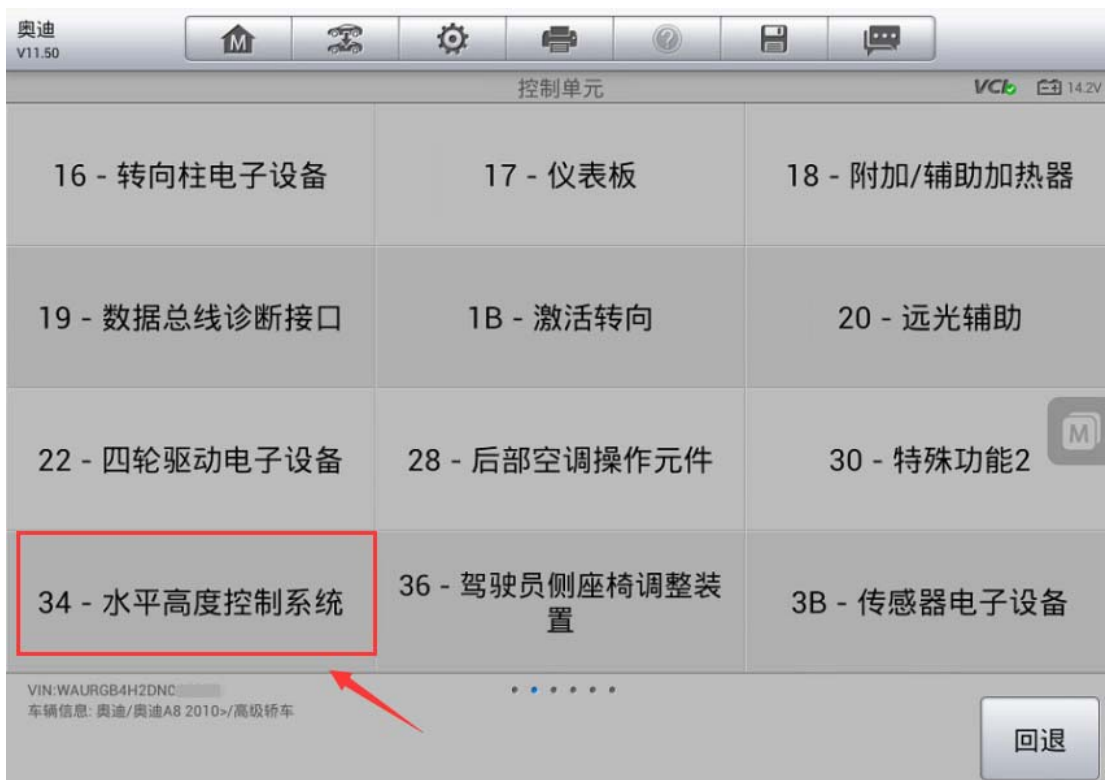 奥迪
V11.50
控制单元
VCI 14.2V
16 - 转向柱电子设备
17 - 仪表板
18 - 附加/辅助加热器
19 - 数据总线诊断接口
1B - 激活转向
20 - 远光辅助
22 - 四轮驱动电子设备
28 - 后部空调操作元件
30 - 特殊功能2
34 - 水平高度控制系统
36 - 驾驶员侧座椅调整装
置
3B - 传感器电子设备
VIN:WAURGB4H2DN
车辆信息: 奥迪/奥迪A8 2010>/高级轿车
回退
M
M